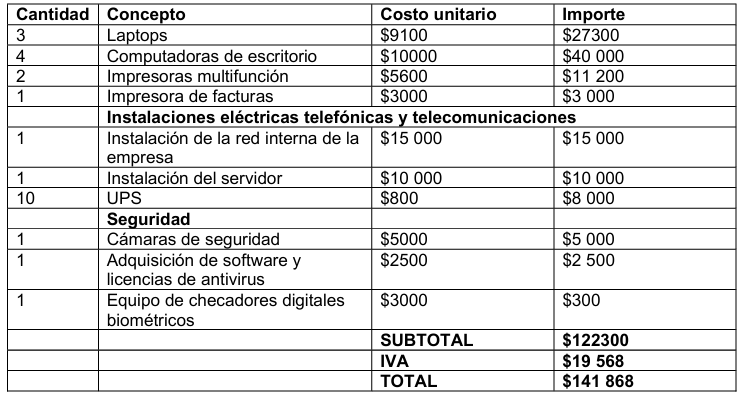 Cantidad Concepto Costo unitario Importe
3 Laptops $9100 $27300
4 Computadoras de escritorio $10000 $40 000
2 Impresoras multifunción $5600 $11 200
1 Impresora de facturas $3000 $3 000
Instalaciones eléctricas telefónicas y telecomunicaciones
1 Instalación de la red interna de la $15 000 $15 000
empresa
1 Instalación del servidor $10 000 $10 000
10 UPS $800 $8 000
Seguridad
1 Cámaras de seguridad $5000 $5 000
1 Adquisición de software y $2500 $2 500
licencias de antivirus
1 Equipo de checadores digitales $3000 $300
biométricos
SUBTOTAL $122300
IVA $19 568
TOTAL $141 868